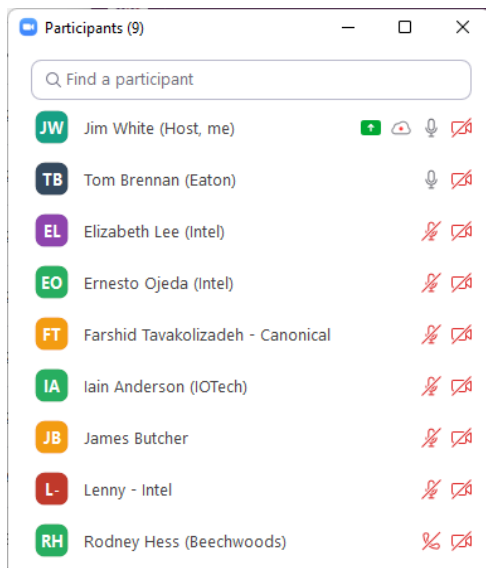 Participants (9)
Find a participant
JW Jim White (Host, me)
TB Tom Brennan (Eaton)
EL Elizabeth Lee (Intel)
EO Ernesto Ojeda (Intel)
FT Farshid Tavakolizadeh - Canonical
IA Iain Anderson (IOTech)
JB James Butcher
L- Lenny - Intel
RH Rodney Hess (Beechwoods)